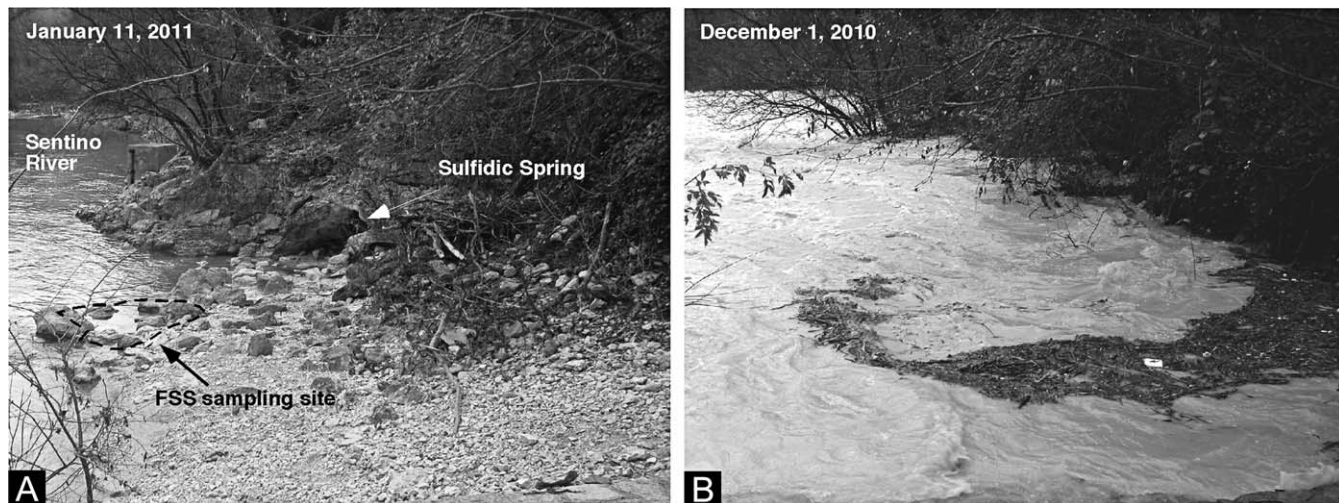 January 11, 2011
Sentino
River
Sulfidic Spring
FSS sampling site
A
December 1, 2010
B